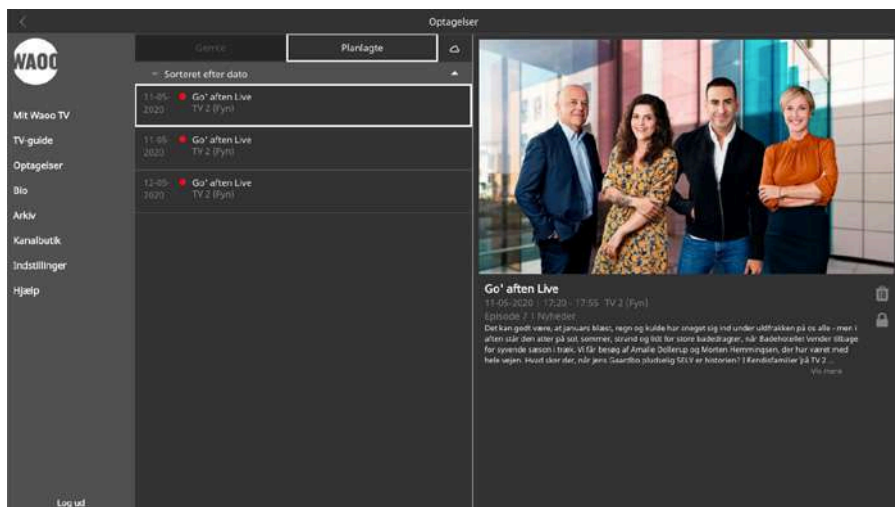 Optagelser
WAOO
Mit Waoo TV
TV-guide
Optagelser
Bio
Arkiv
Kanalbutik
Indstillinger
Hjælp
Log ud
Gemte
Planlagte
Sorteret efter dato
11-05-2020
Go' aften Live
TV 2 (Fyn)
11-05-2020
Go' aften Live
TV 2 (Fyn)
12-05-2020
Go' aften Live
TV 2 (Fyn)
Go' aften Live
11-05-2020 | 17:20 - 17:55 TV 2 (Fyn)
Episode 7 | Nyheder
Det kan godt være, at januars blæst, regn og kulde har sneget sig ind under uldfrakken på os alle - men i
aften står den atter på sol, sommer, strand og lidt for store badedragter, når Badehotellet vender tilbage
for syvende sæson i træk. Vi får besøg af Amalie Dollerup og Morten Hemmingsen, der har været med
hele vejen. Hvad sker der, når Jens Gaardbo pludselig SELV er historien? I Kendisfamilier på TV 2 ...
Vis mere